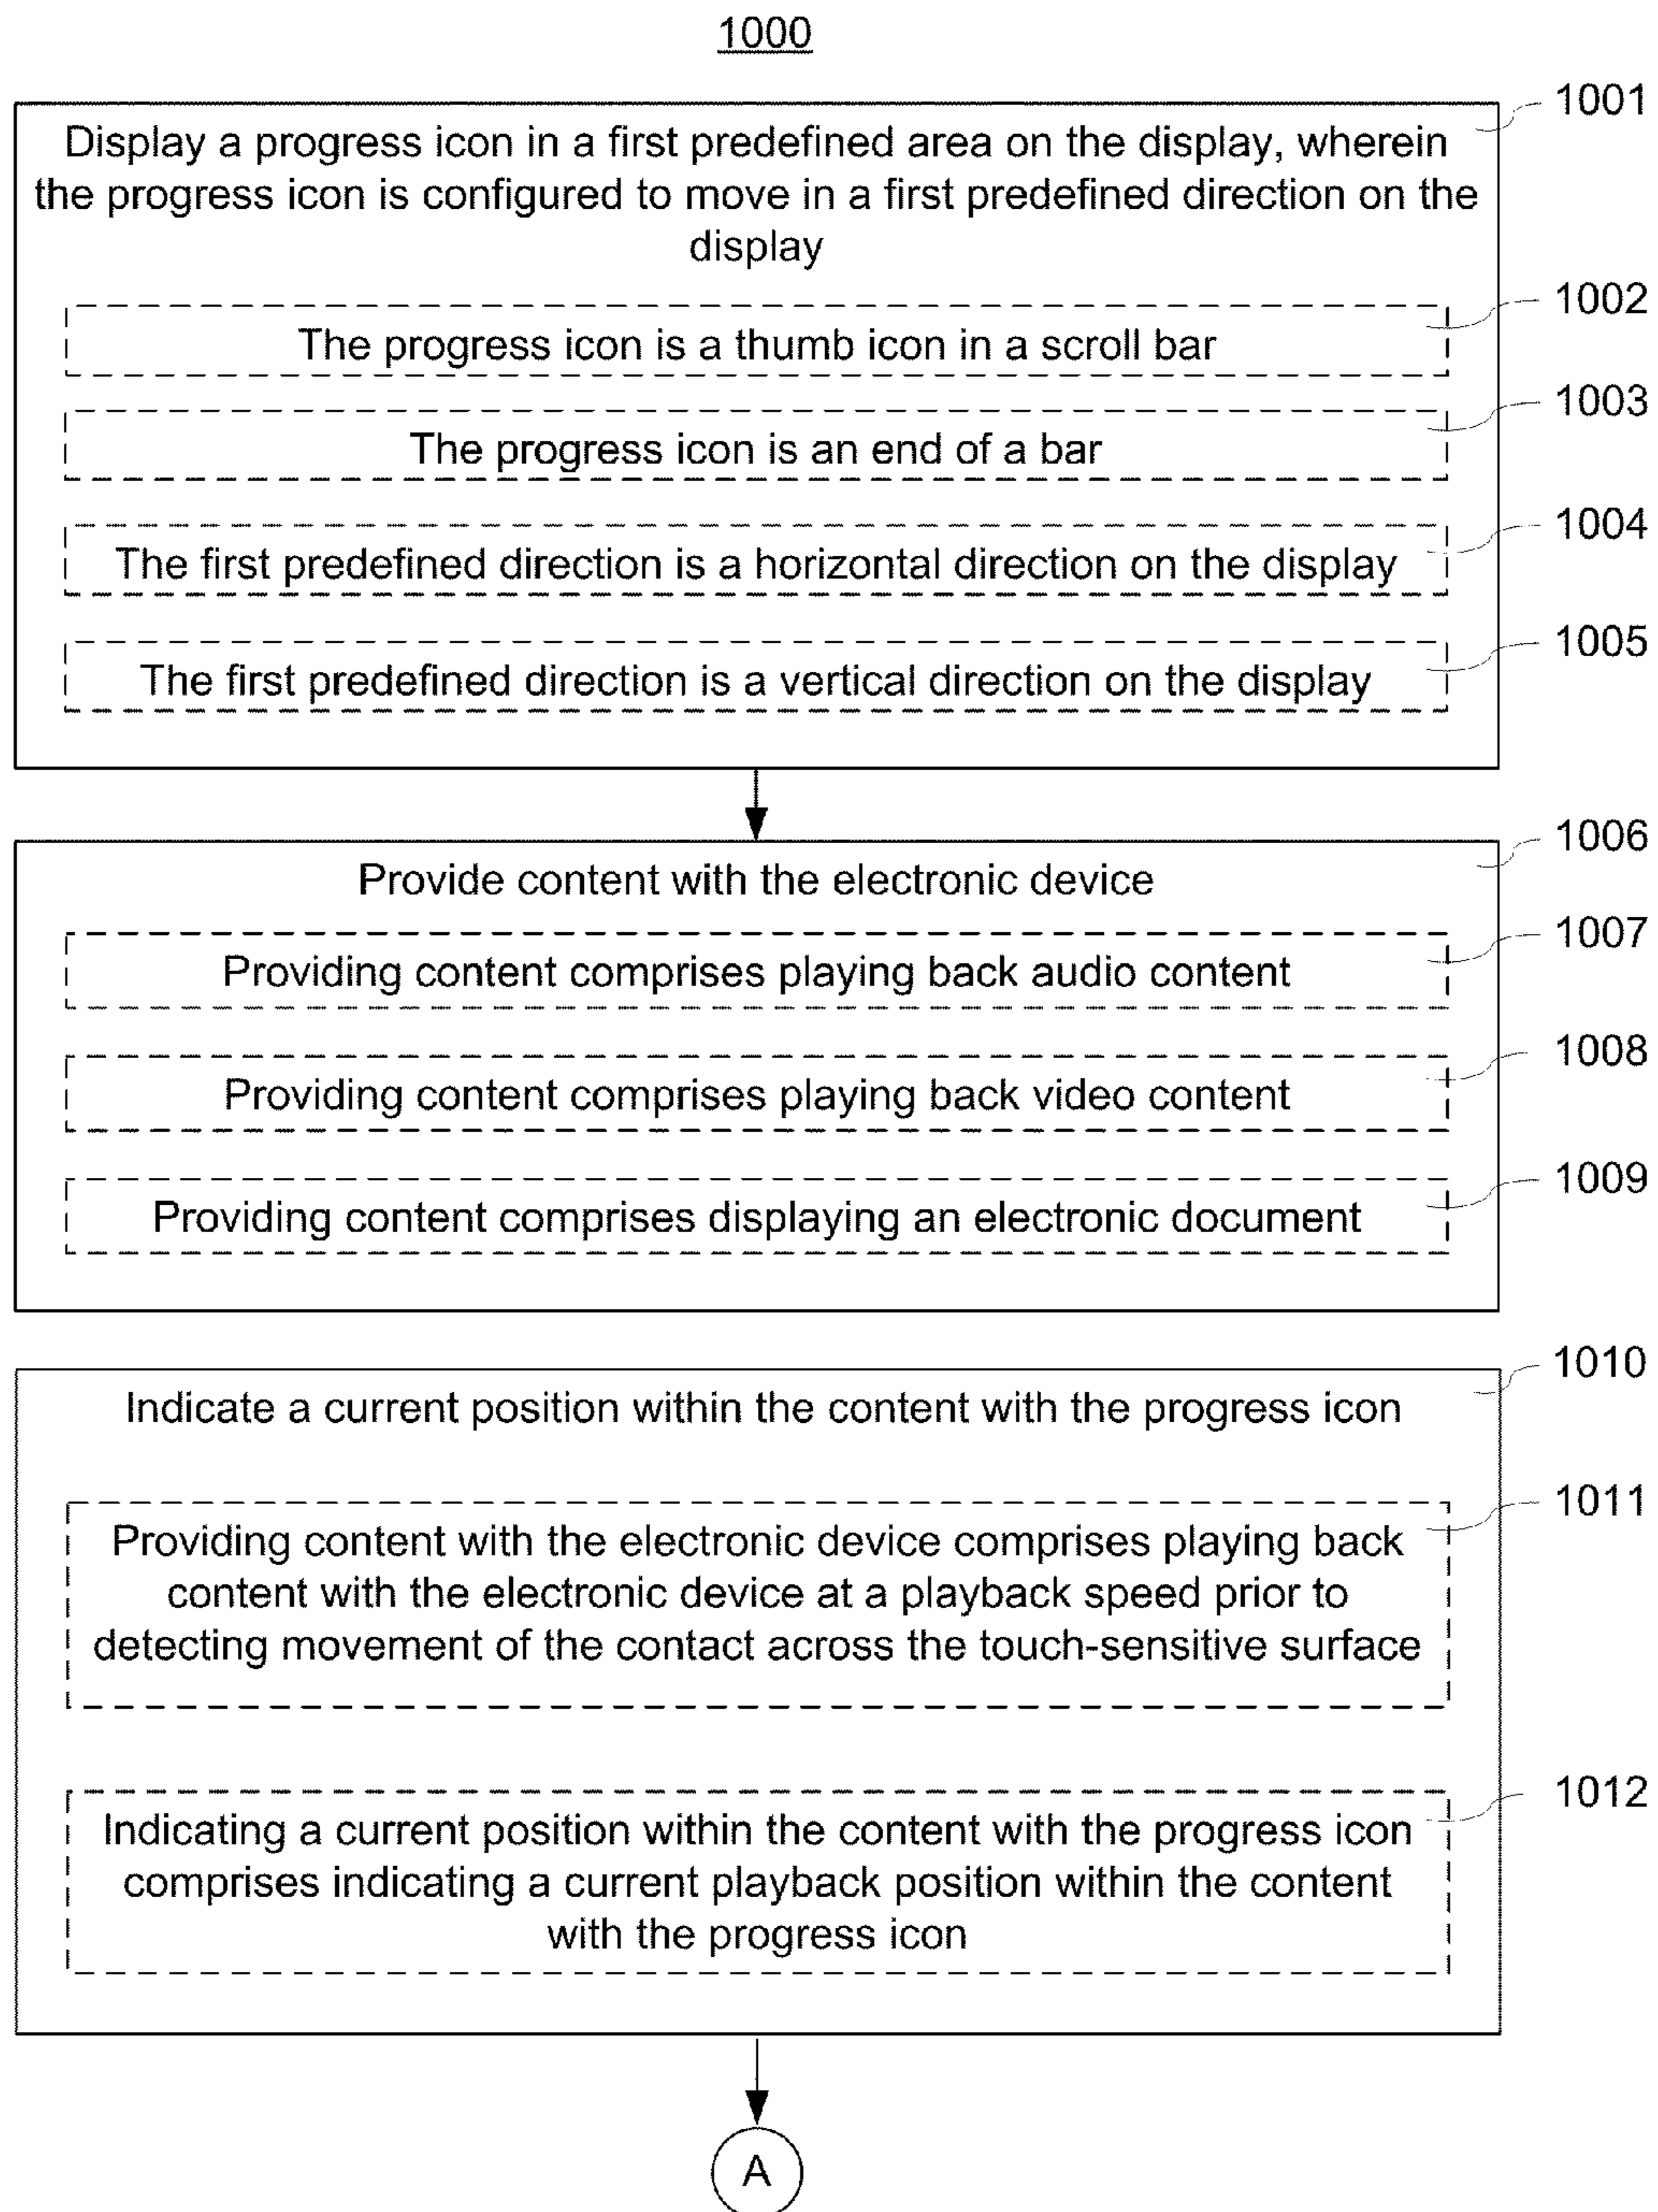 1000
1001
Display a progress icon in a first predefined area on the display, wherein
the progress icon is configured to move in a first predefined direction on the
display
1002
The progress icon is a thumb icon in a scroll bar
1003
The progress icon is an end of a bar
1004
The first predefined direction is a horizontal direction on the display
1005
The first predefined direction is a vertical direction on the display
1006
Provide content with the electronic device
1007
Providing content comprises playing back audio content
1008
Providing content comprises playing back video content
1009
Providing content comprises displaying an electronic document
1010
Indicate a current position within the content with the progress icon
1011
Providing content with the electronic device comprises playing back
content with the electronic device at a playback speed prior to
detecting movement of the contact across the touch-sensitive surface
1012
Indicating a current position within the content with the progress icon
comprises indicating a current playback position within the content
with the progress icon
A